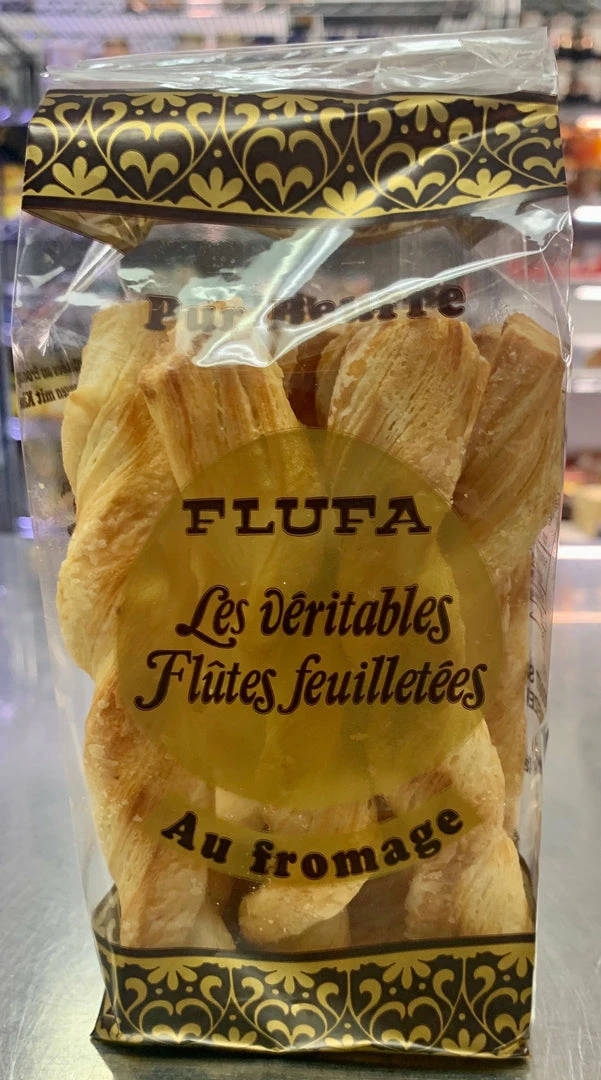 Pur Beurre
FLUFA
Les véritables
Flûtes feuilletées
Au fromage